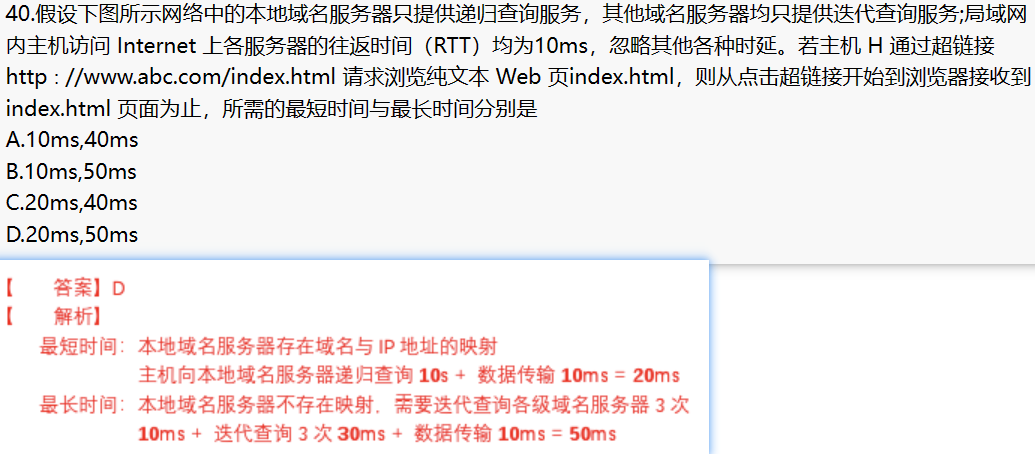 40.假设下图所示网络中的本地域名服务器只提供递归查询服务，其他域名服务器均只提供迭代查询服务;局域网
内主机访问 Internet 上各服务器的往返时间（RTT）均为10ms，忽略其他各种时延。若主机 H 通过超链接
http : //www.abc.com/index.html 请求浏览纯文本 Web 页index.html，则从点击超链接开始到浏览器接收到
index.html 页面为止，所需的最短时间与最长时间分别是
A.10ms,40ms
B.10ms,50ms
C.20ms,40ms
D.20ms,50ms
【 答案】D
【 解析】
最短时间：本地域名服务器存在域名与 IP 地址的映射
主机向本地域名服务器递归查询 10s + 数据传输 10ms = 20ms
最长时间：本地域名服务器不存在映射，需要迭代查询各级域名服务器 3 次
10ms + 迭代查询 3 次 30ms + 数据传输 10ms = 50ms